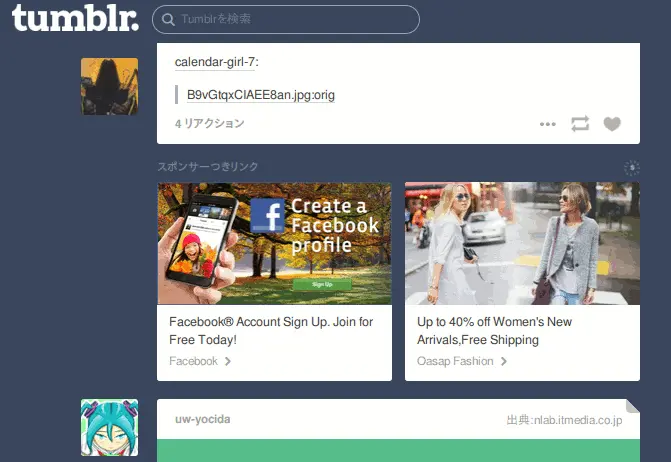 tumblr.
Tumblrを検索
calendar-girl-7:
B9vGtqxCIAEE8an.jpg:orig
4 リアクション
スポンサーつきリンク
Create a
Facebook
profile
Sign Up
Facebook® Account Sign Up. Join for
Free Today!
Facebook
Up to 40% off Women's New
Arrivals,Free Shipping
Oasap Fashion
uw-yocida
出典:nlab.itmedia.co.jp